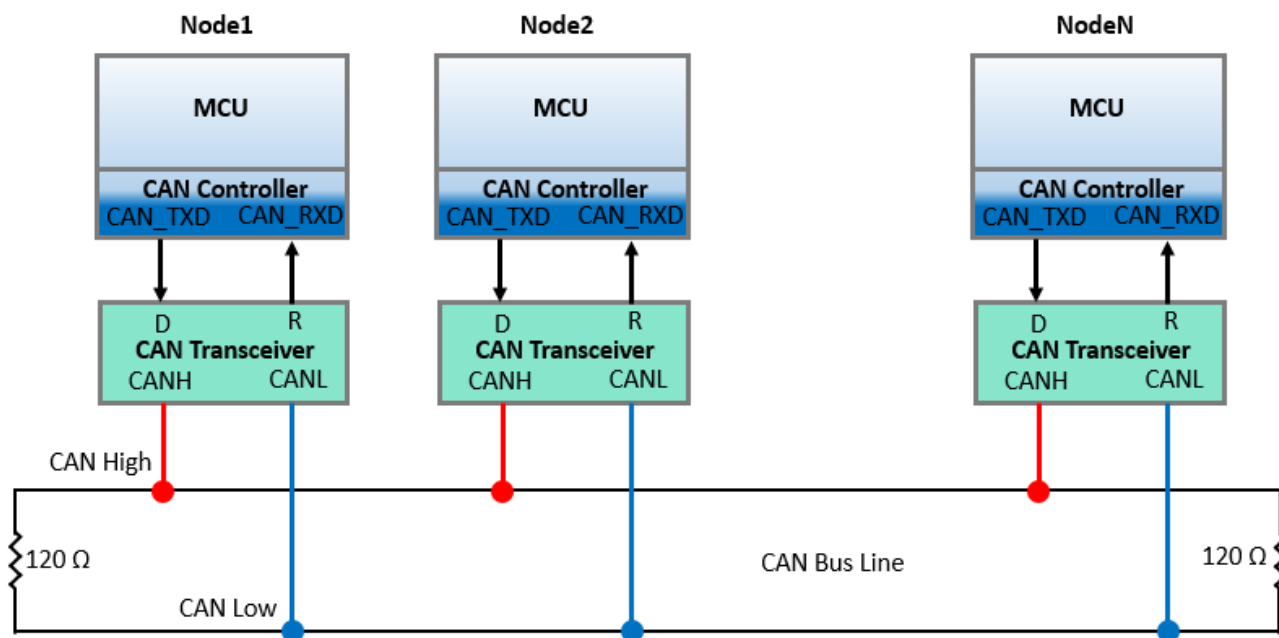 Node1
Node2
NodeN
MCU
MCU
MCU
CAN Controller
CAN Controller
CAN Controller
CAN_TXD CAN_RXD
CAN_TXD CAN_RXD
CAN_TXD CAN_RXD
D R
D R
D R
CAN Transceiver
CAN Transceiver
CAN Transceiver
CANH CANL
CANH CANL
CANH CANL
CAN High
120 Ω
CAN Bus Line
120 Ω
CAN Low